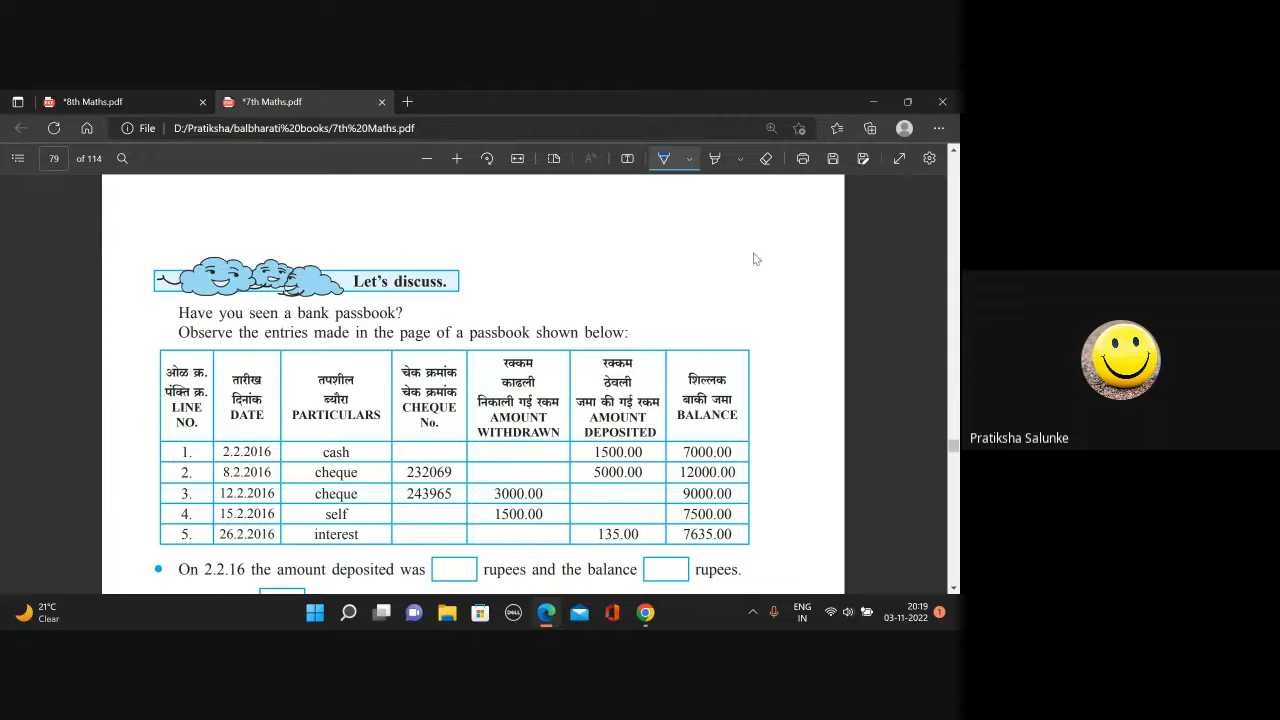 *8th Maths.pdf
*7th Maths.pdf
File D:/Pratiksha/balbharati%20books/7th%20Maths.pdf
79 of 114
Let's discuss.
Have you seen a bank passbook?
Observe the entries made in the page of a passbook shown below:
ओळ क्र. पंक्ति क्र. LINE NO. तारीख दिनांक DATE तपशील ब्यौरा PARTICULARS चेक क्रमांक चेक क्रमांक CHEQUE No. रक्कम काढली निकाली गई रकम AMOUNT WITHDRAWN रक्कम ठेवली जमा की गई रकम AMOUNT DEPOSITED शिल्लक बाकी जमा BALANCE
1. 2.2.2016 cash 1500.00 7000.00
2. 8.2.2016 cheque 232069 5000.00 12000.00
3. 12.2.2016 cheque 243965 3000.00 9000.00
4. 15.2.2016 self 1500.00 7500.00
5. 26.2.2016 interest 135.00 7635.00
• On 2.2.16 the amount deposited was rupees and the balance rupees.
Pratiksha Salunke
21°C
Clear
DELL
ENG
IN
20:19
03-11-2022
1